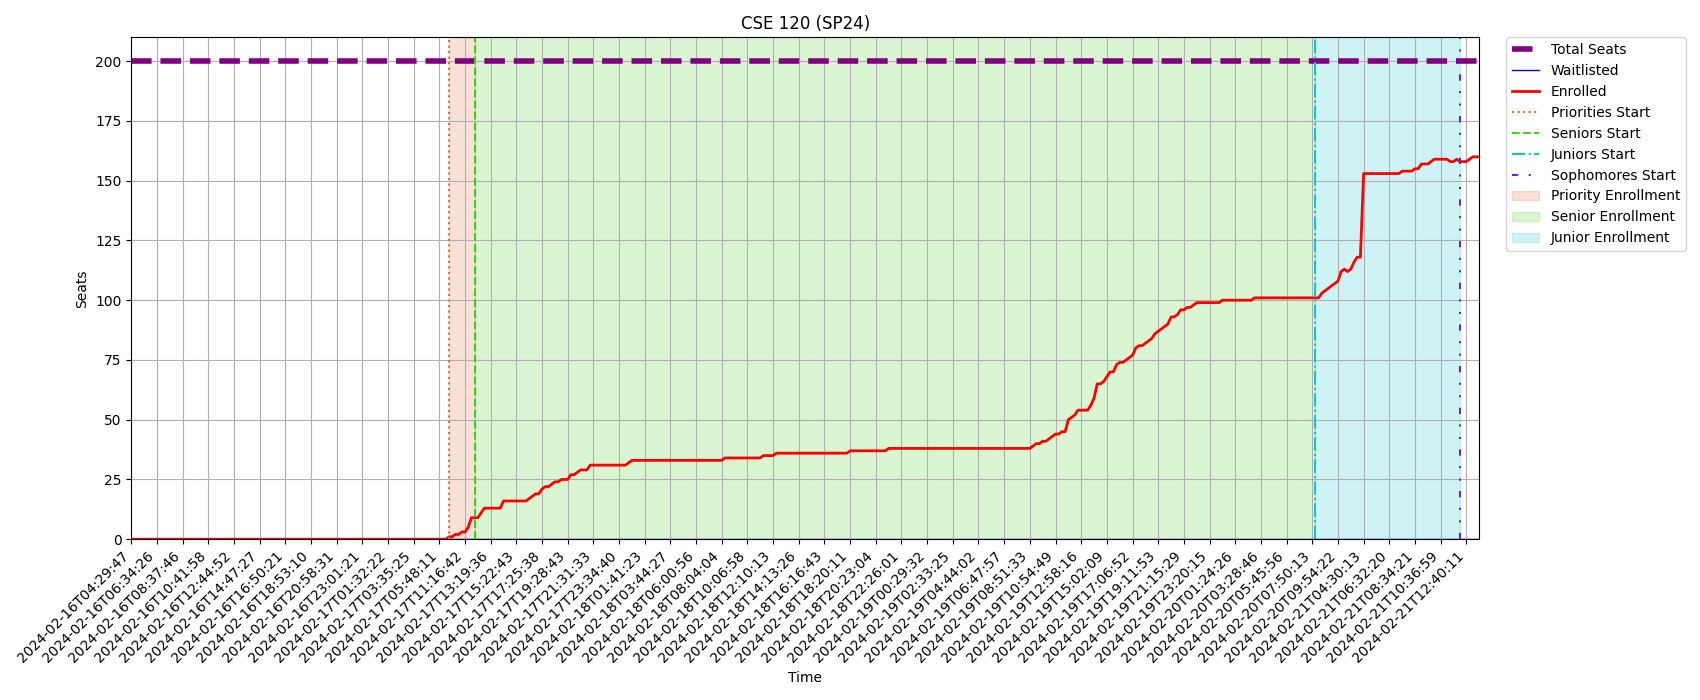 CSE 120 (SP24)
Seats
200
175
150
125
100
75
50
25
0
2024-02-16T04:29:47
2024-02-16T06:34:26
2024-02-16T08:37:46
2024-02-16T10:41:58
2024-02-16T12:44:52
2024-02-16T14:47:27
2024-02-16T16:50:21
2024-02-16T18:53:10
2024-02-16T20:58:31
2024-02-16T23:01:21
2024-02-17T01:32:22
2024-02-17T03:35:25
2024-02-17T05:48:11
2024-02-17T11:16:42
2024-02-17T13:19:36
2024-02-17T15:22:43
2024-02-17T17:25:38
2024-02-17T19:28:43
2024-02-17T21:31:33
2024-02-17T23:34:40
2024-02-18T01:41:23
2024-02-18T03:44:27
2024-02-18T06:00:56
2024-02-18T08:04:04
2024-02-18T10:06:58
2024-02-18T12:10:13
2024-02-18T14:13:26
2024-02-18T16:16:43
2024-02-18T18:20:11
2024-02-18T20:23:04
2024-02-18T22:26:01
2024-02-19T00:29:32
2024-02-19T02:33:25
2024-02-19T04:44:02
2024-02-19T06:47:57
2024-02-19T08:51:33
2024-02-19T10:54:49
2024-02-19T12:58:16
2024-02-19T15:02:09
2024-02-19T17:06:52
2024-02-19T19:11:53
2024-02-19T21:15:29
2024-02-19T23:20:15
2024-02-20T01:24:26
2024-02-20T03:28:46
2024-02-20T05:45:56
2024-02-20T07:50:13
2024-02-20T09:54:22
2024-02-21T04:30:13
2024-02-21T06:32:20
2024-02-21T08:34:21
2024-02-21T10:36:59
2024-02-21T12:40:11
Time
Total Seats
Waitlisted
Enrolled
Priorities Start
Seniors Start
Juniors Start
Sophomores Start
Priority Enrollment
Senior Enrollment
Junior Enrollment